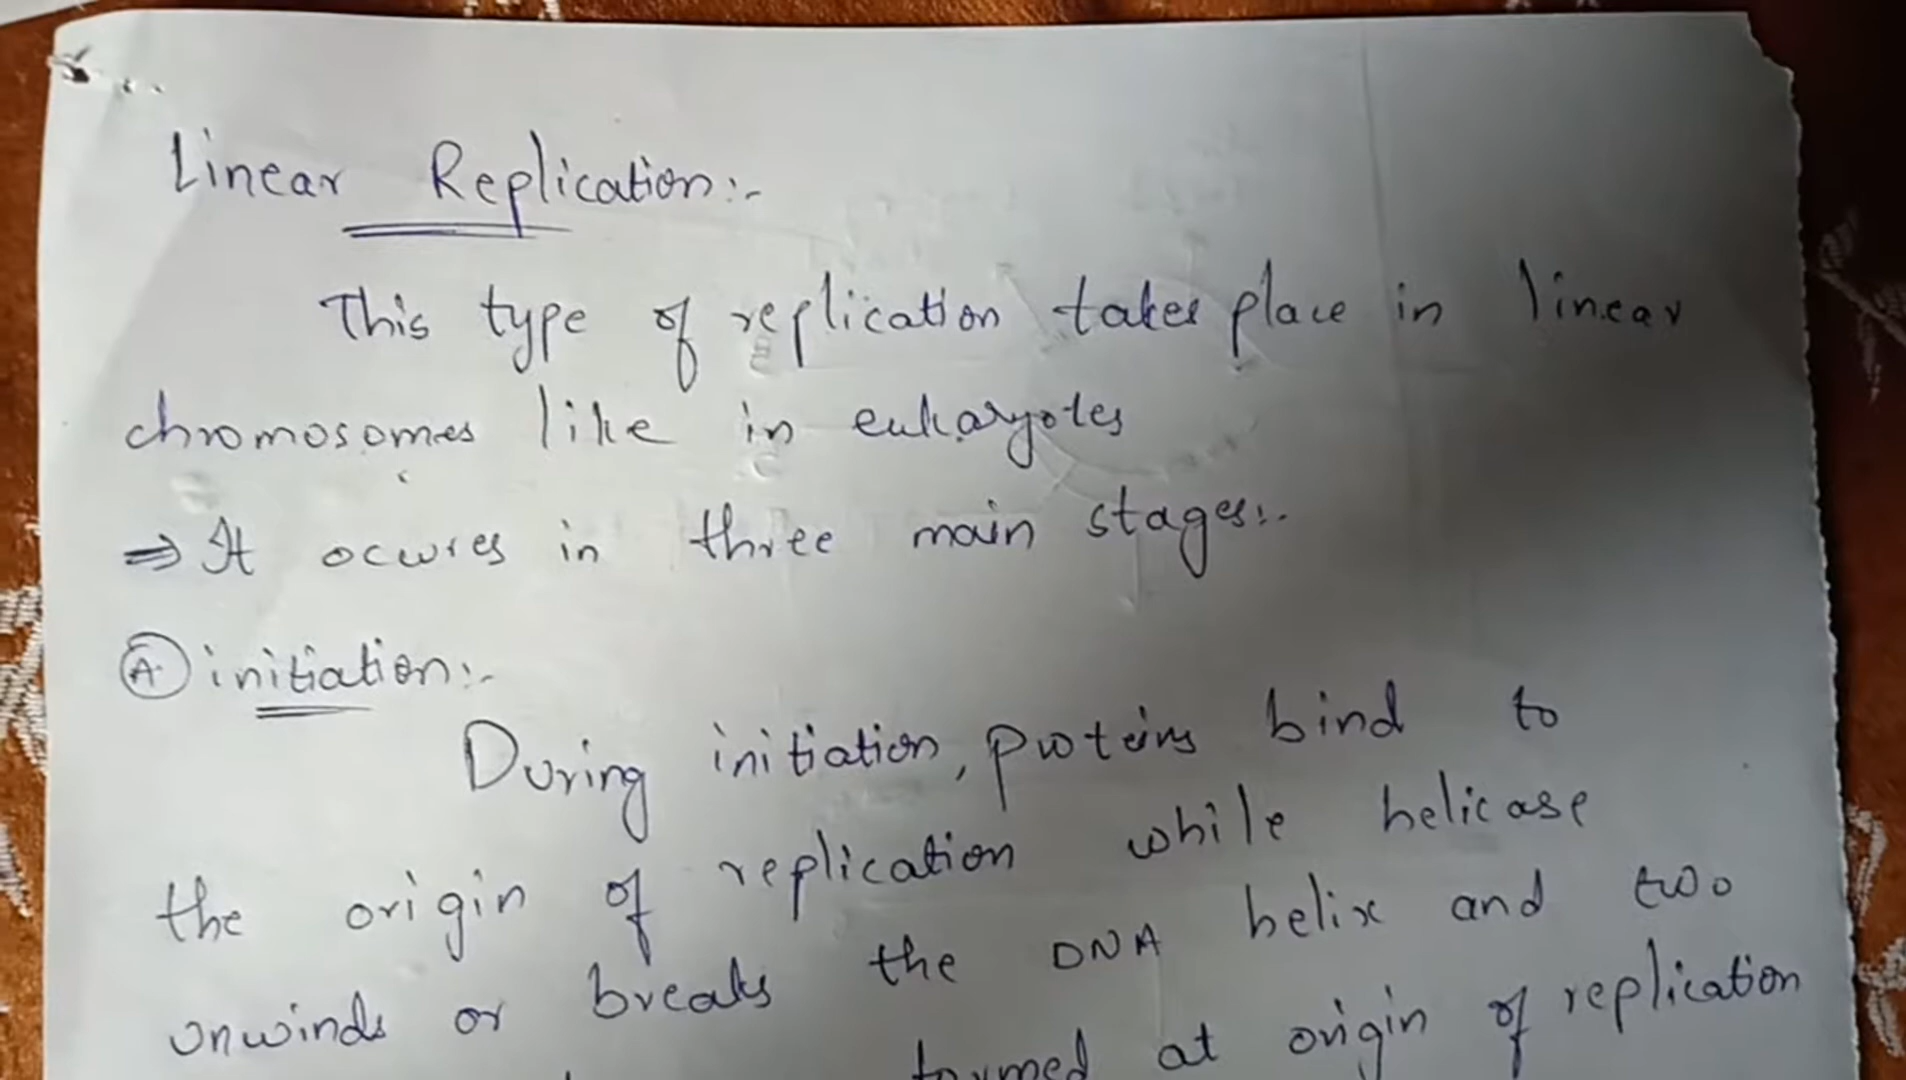 Linear Replication:-
This type of replication takes place in linear
chromosomes like in eukaryotes
⇒ It ocures in three main stages:-
Ⓐ initiation:-
During initiation, proteins bind to
the origin of replication while helicase
unwinds or breaks the DNA helix and two
formed at origin of replication